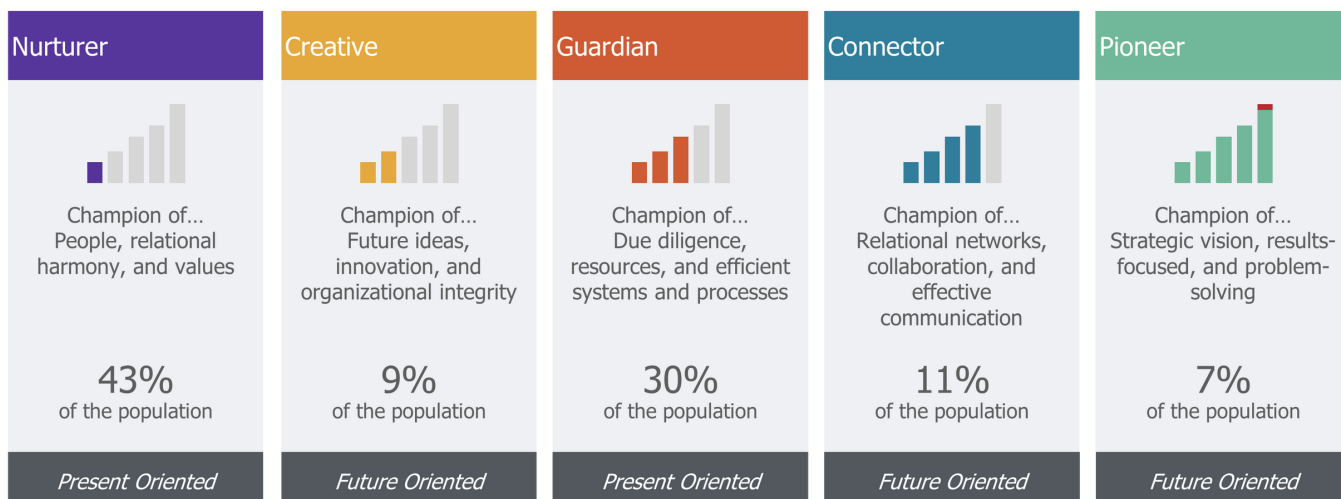 Nurturer
Champion of...
People, relational
harmony, and values
43%
of the population
Present Oriented
Creative
Champion of...
Future ideas,
innovation, and
organizational integrity
9%
of the population
Future Oriented
Guardian
Champion of...
Due diligence,
resources, and efficient
systems and processes
30%
of the population
Present Oriented
Connector
Champion of...
Relational networks,
collaboration, and
effective
communication
11%
of the population
Future Oriented
Pioneer
Champion of...
Strategic vision, results-
focused, and problem-
solving
7%
of the population
Future Oriented